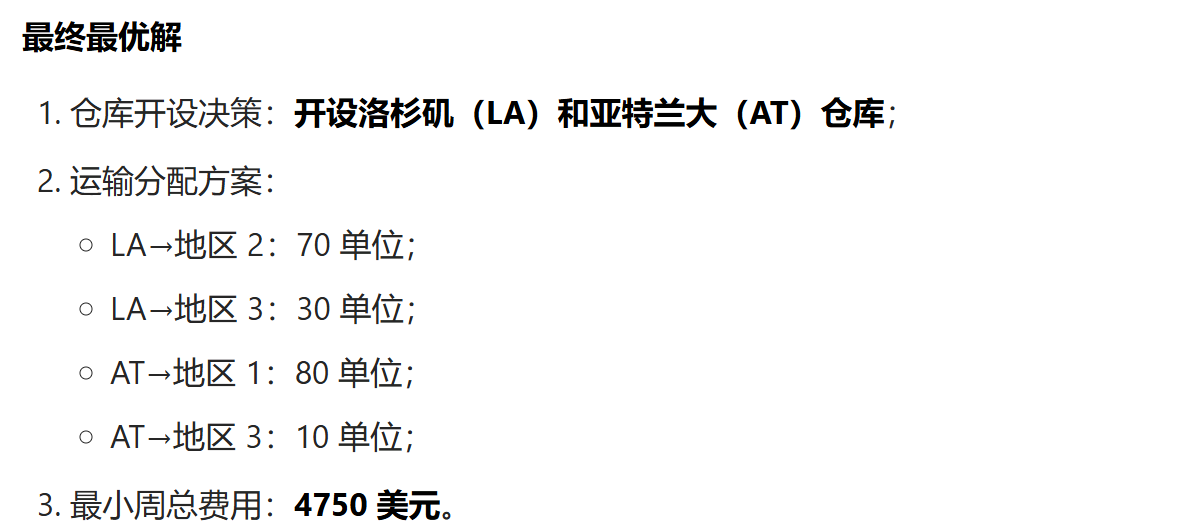 最终最优解
1. 仓库开设决策：开设洛杉矶（LA）和亚特兰大（AT）仓库；
2. 运输分配方案：
○ LA→地区 2：70 单位；
○ LA→地区 3：30 单位；
○ AT→地区 1：80 单位；
○ AT→地区 3：10 单位；
3. 最小周总费用：4750 美元。